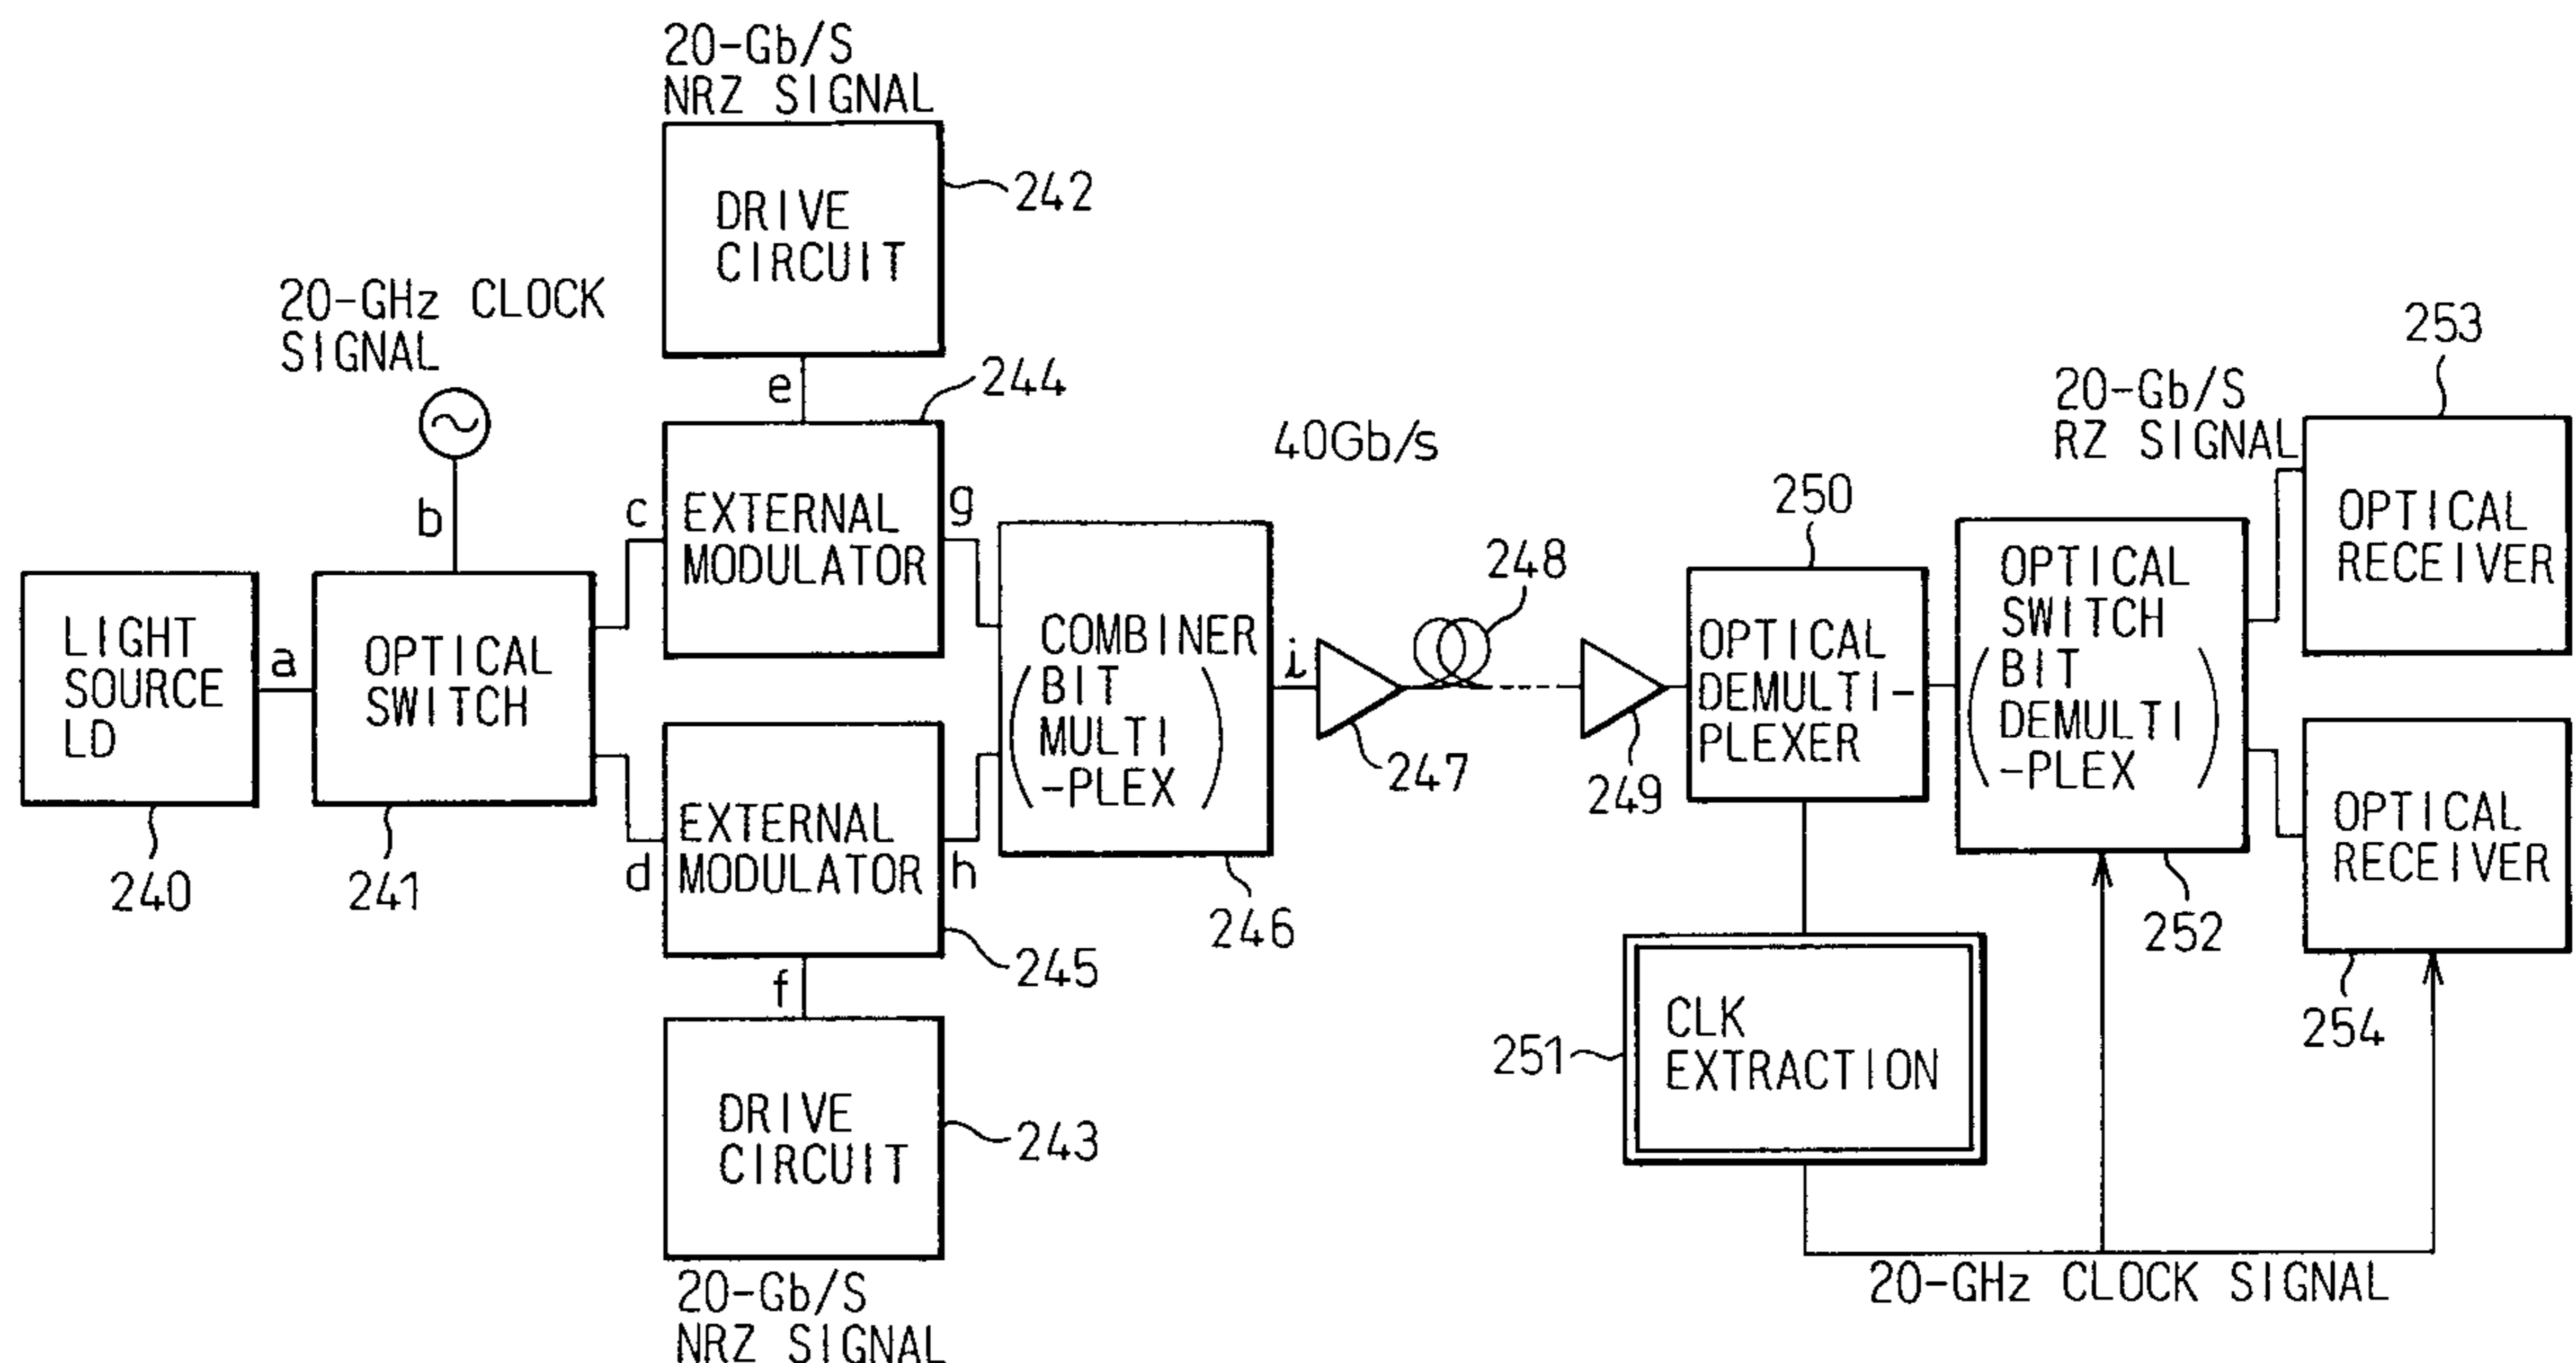 20-Gb/S
NRZ SIGNAL
DRIVE
CIRCUIT
242
20-GHz CLOCK
SIGNAL
b
e
244
EXTERNAL
MODULATOR
c
g
LIGHT
SOURCE
LD
240
a
OPTICAL
SWITCH
241
EXTERNAL
MODULATOR
d
h
245
f
DRIVE
CIRCUIT
243
20-Gb/S
NRZ SIGNAL
COMBINER
BIT
MULTI
-PLEX
246
40Gb/s
i
247
248
249
250
OPTICAL
DEMULTI-
PLEXER
251
CLK
EXTRACTION
20-Gb/S
RZ SIGNAL
OPTICAL
SWITCH
BIT
DEMULTI
-PLEX
252
253
OPTICAL
RECEIVER
OPTICAL
RECEIVER
254
20-GHz CLOCK SIGNAL